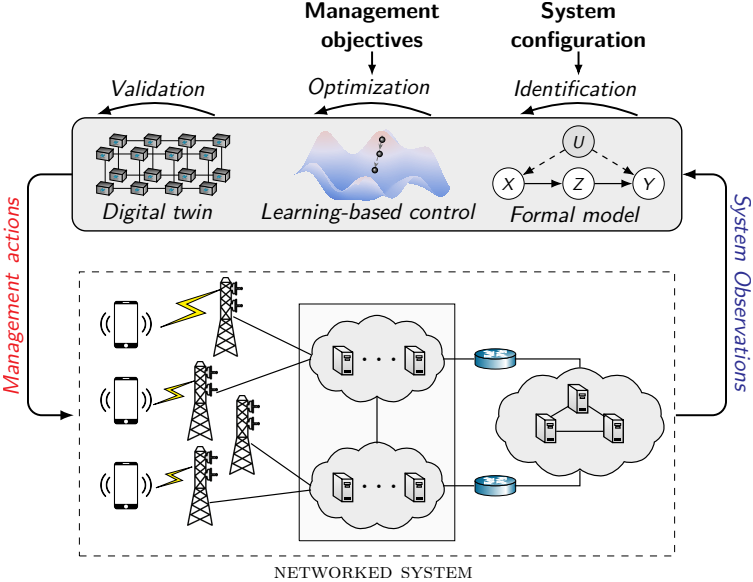 Management
objectives
System
configuration
Validation
Optimization
Identification
U
X
Z
Y
Digital twin
Learning-based control
Formal model
Management actions
System Observations
NETWORKED SYSTEM